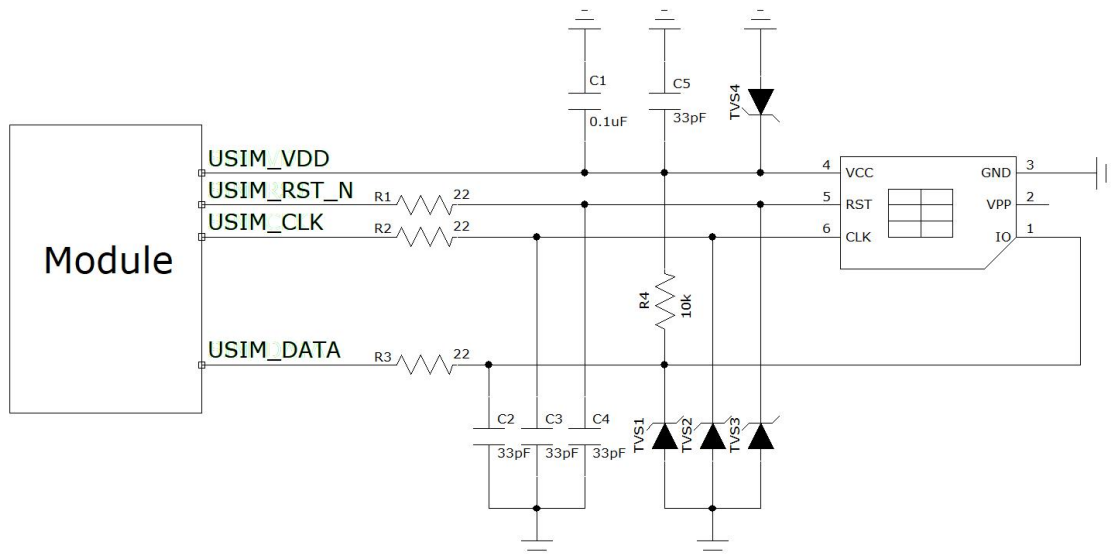 C1
0.1uF
C5
33pF
TVS4
USIM_VDD
USIM_RST_N
USIM_CLK
USIM_DATA
Module
R1
22
R2
22
R3
22
R4
10k
4
VCC
5
RST
6
CLK
GND
3
VPP
2
IO
1
C2
33pF
C3
33pF
C4
33pF
TVS1
TVS2
TVS3